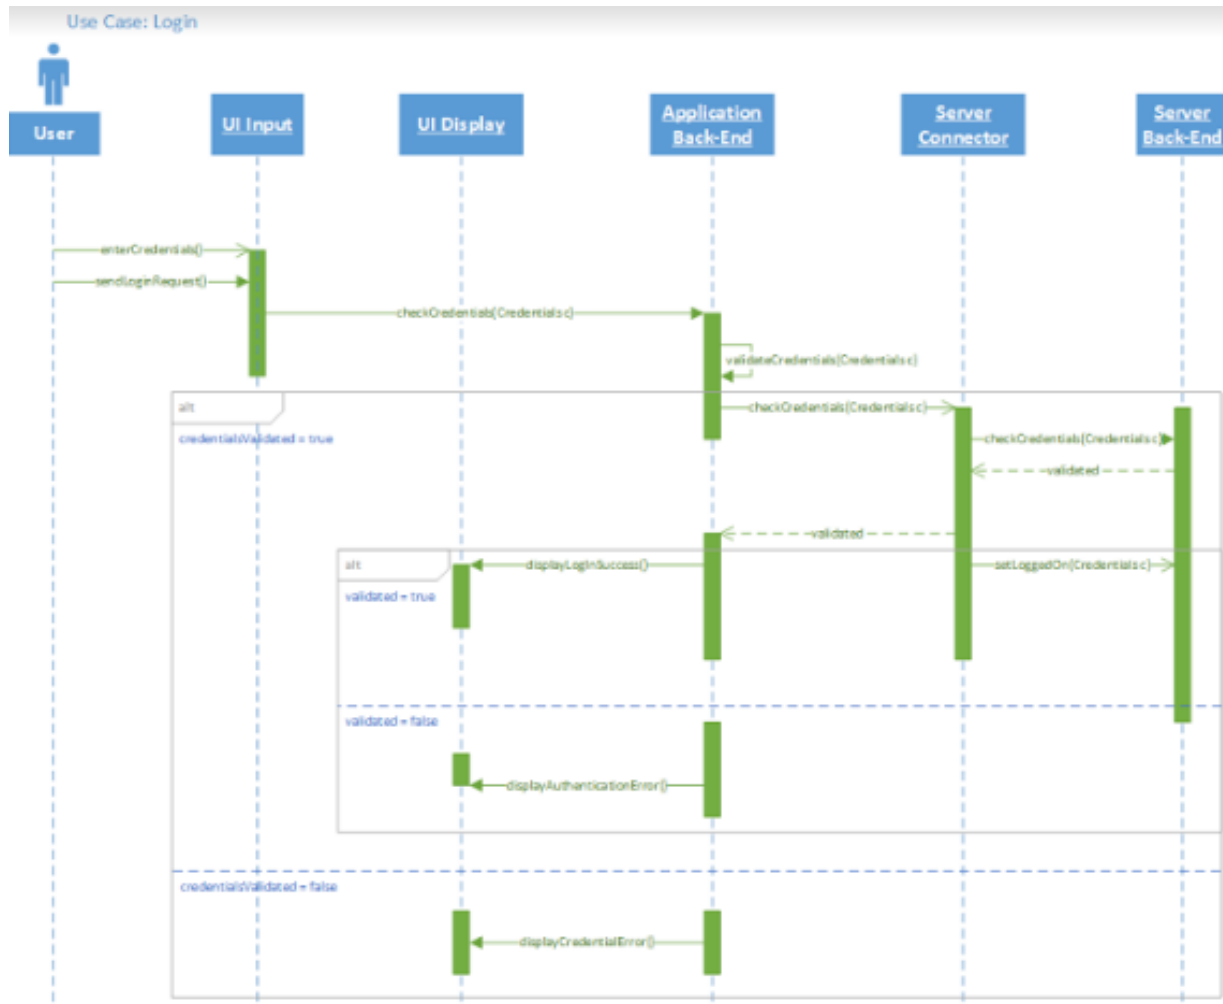 Use Case: Login
User
UI Input
UI Display
Application
Back-End
Server
Connector
Server
Back-End
enterCredentials()
sendLoginRequest()
checkCredentials(Credentials c)
validateCredentials(Credentials c)
alt
checkCredentials(Credentials c)
credentialsValidated = true
checkCredentials(Credentials c)
validated
validated
alt
displayLogInSuccess()
setLoggedOn(Credentials c)
validated = true
validated = false
displayAuthenticationError()
credentialsValidated = false
displayCredentialError()